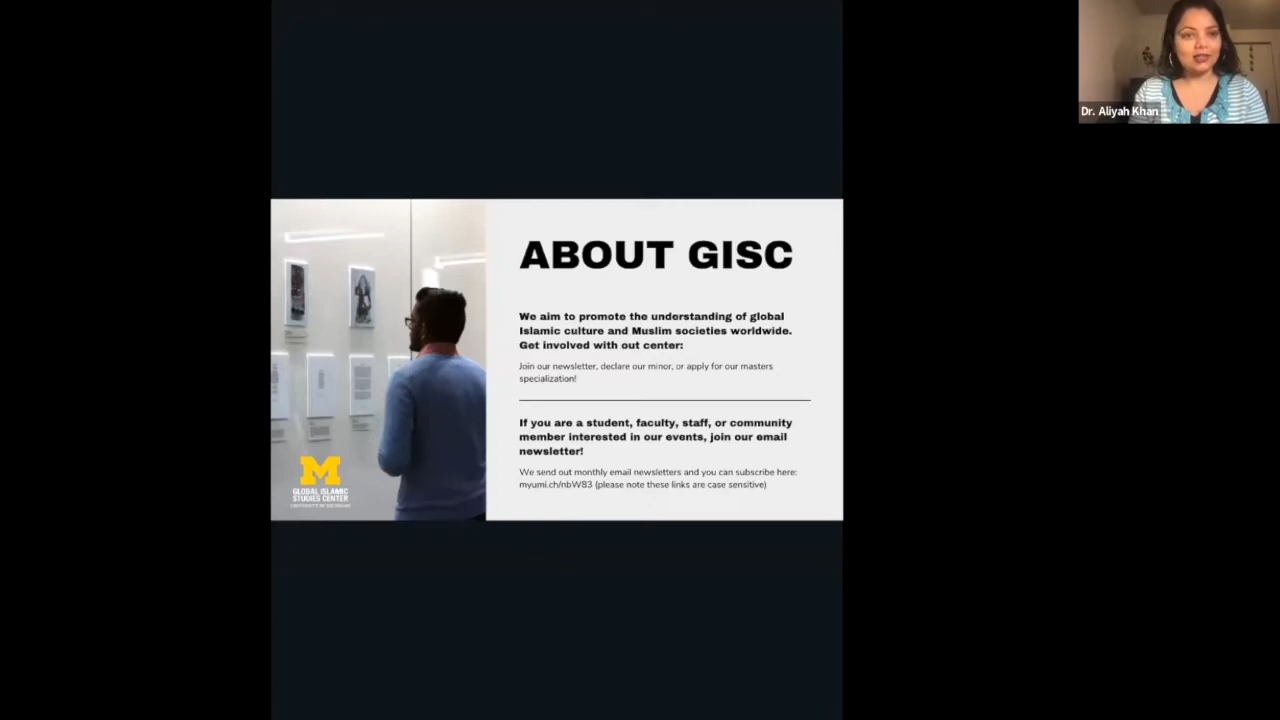 Dr. Aliyah Khan
ABOUT GISC
We aim to promote the understanding of global
Islamic culture and Muslim societies worldwide.
Get involved with out center:
Join our newsletter, declare our minor, or apply for our masters
specialization!
If you are a student, faculty, staff, or community
member interested in our events, join our email
newsletter!
We send out monthly email newsletters and you can subscribe here:
myumi.ch/nbW83 (please note these links are case sensitive)
M
GLOBAL ISLAMIC
STUDIES CENTER
UNIVERSITY OF MICHIGAN